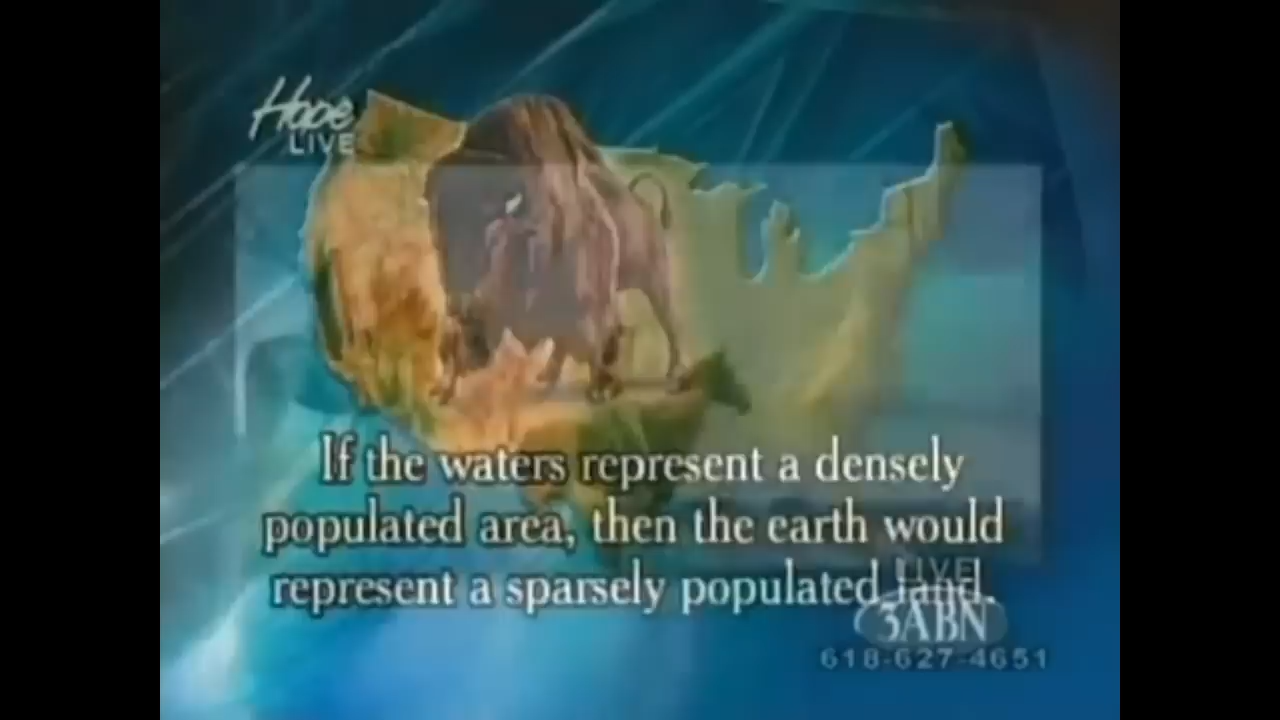 Hope
LIVE
If the waters represent a densely
populated area, then the earth would
represent a sparsely populated land.
LIVE
3ABN
618-627-4651